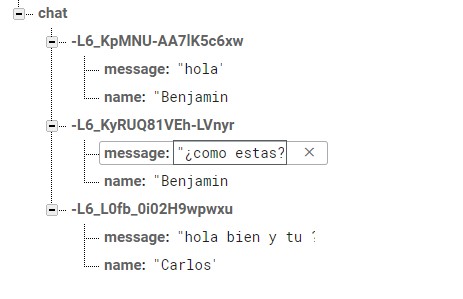 chat
-L6_KpMNU-AA7lK5c6xw
message: "hola'
name: "Benjamin
-L6_KyRUQ81VEh-LVnyr
message: "¿como estas?
name: "Benjamin
-L6_L0fb_0i02H9wpwxu
message: "hola bien y tu ?
name: "Carlos'